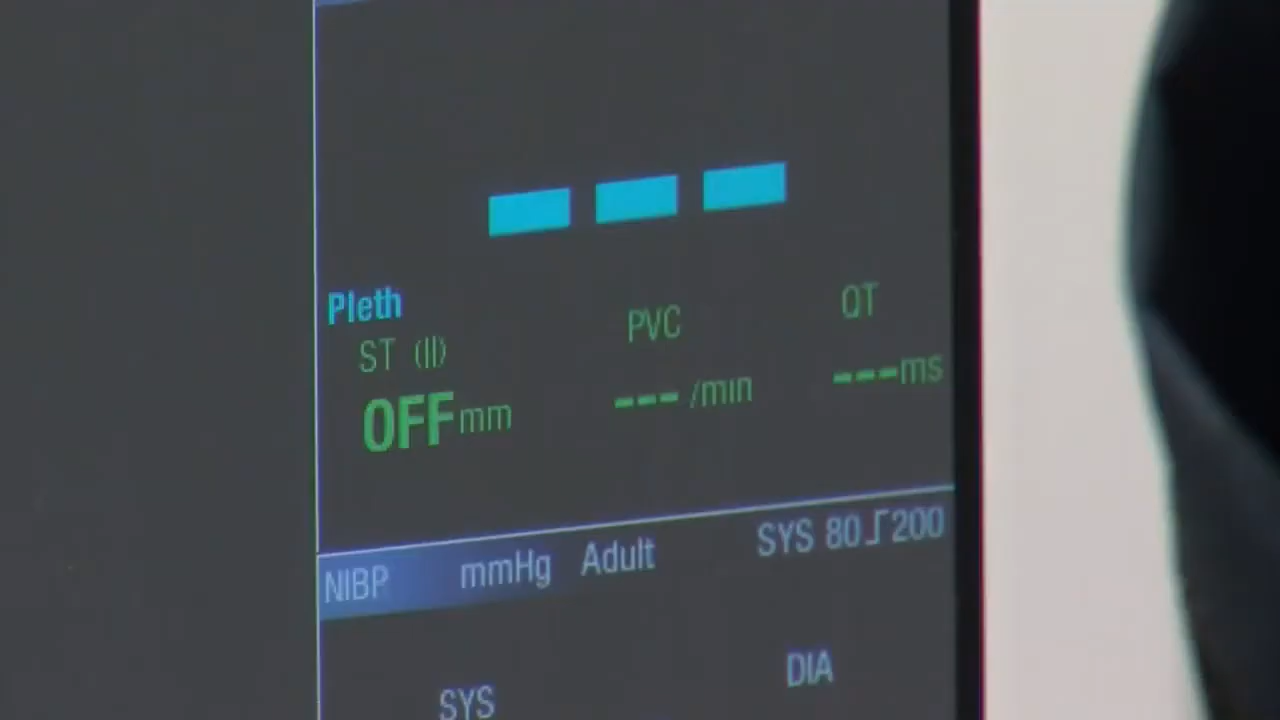 ---
Pleth
ST (II) PVC QT
OFF mm --- /min ---ms
NIBP mmHg Adult SYS 80 200
SYS DIA